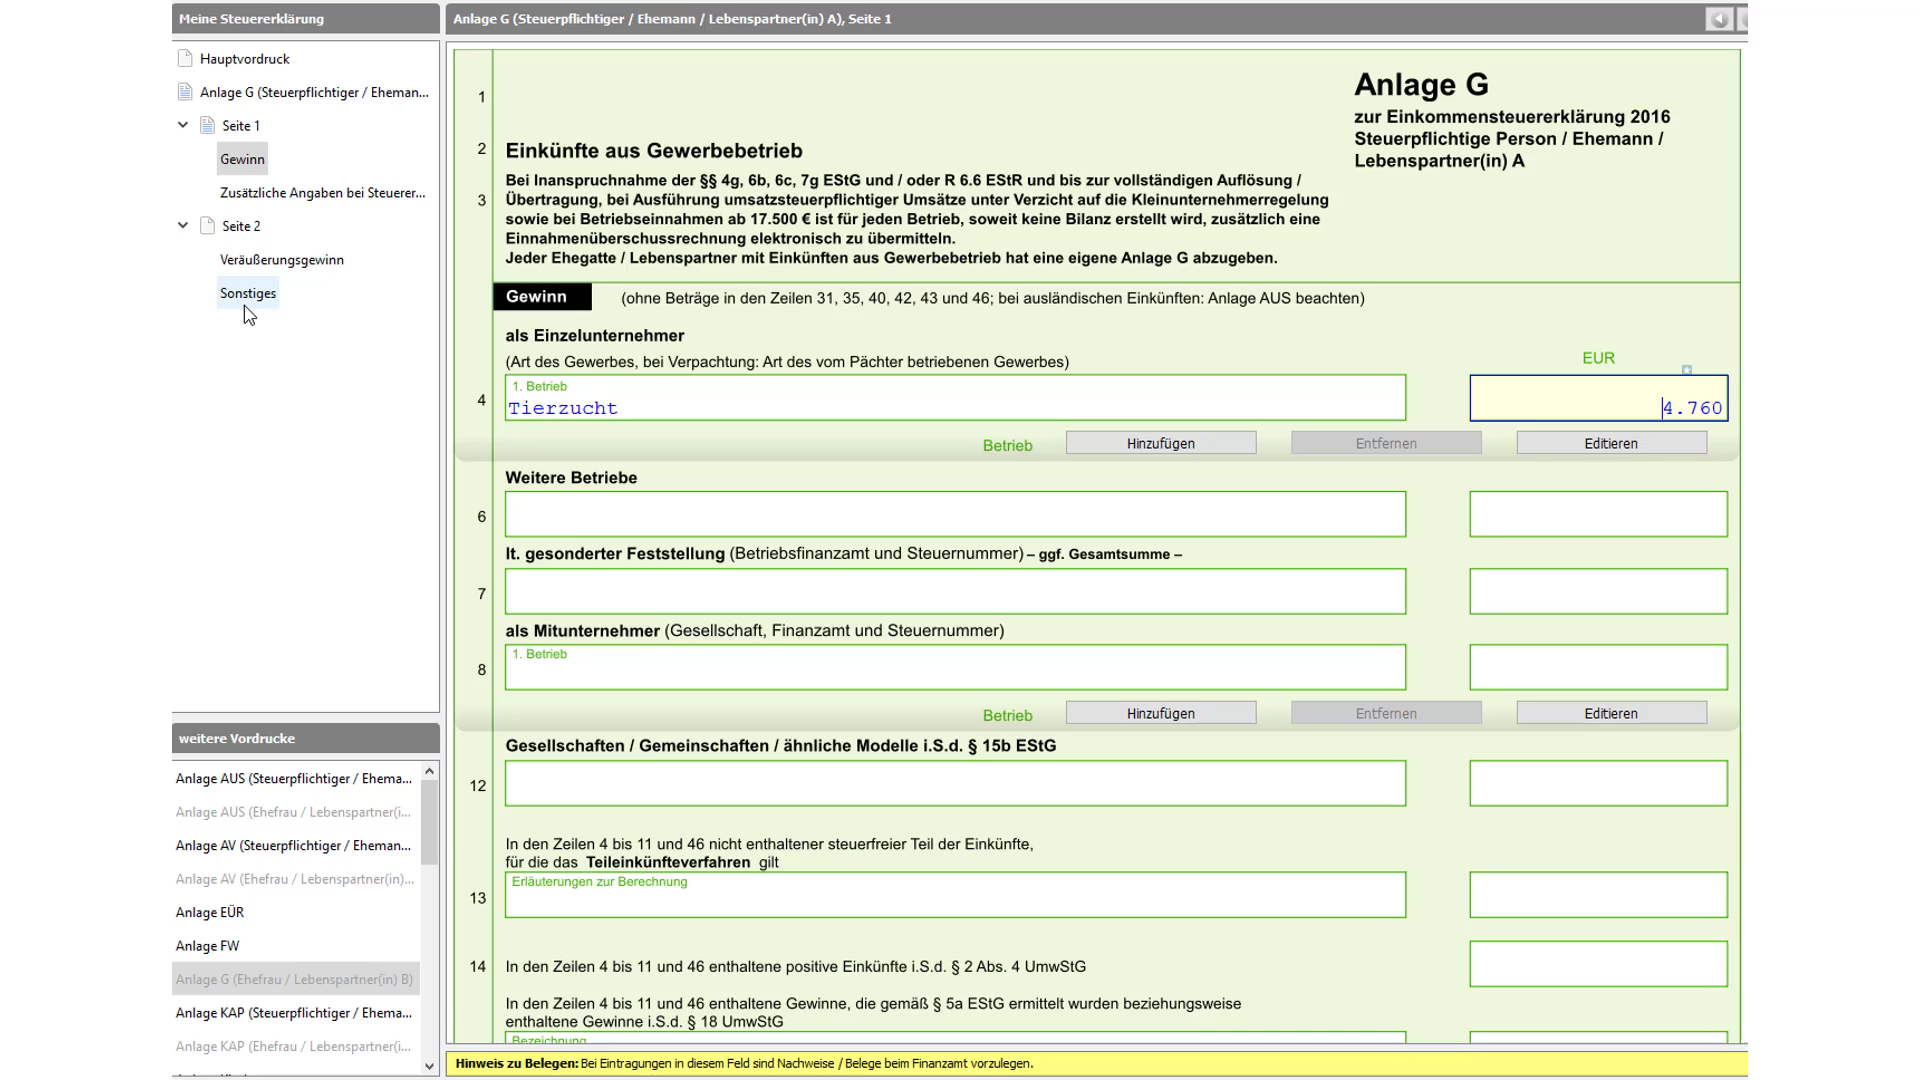 Meine Steuererklärung
Hauptvordruck
Anlage G (Steuerpflichtiger / Eheman...
Seite 1
Gewinn
Zusätzliche Angaben bei Steuerer...
Seite 2
Veräußerungsgewinn
Sonstiges
weitere Vordrucke
Anlage AUS (Steuerpflichtiger / Ehema...
Anlage AUS (Ehefrau / Lebenspartner(i...
Anlage AV (Steuerpflichtiger / Eheman...
Anlage AV (Ehefrau / Lebenspartner(in)...
Anlage EÜR
Anlage FW
Anlage G (Ehefrau / Lebenspartner(in) B)
Anlage KAP (Steuerpflichtiger / Ehema...
Anlage KAP (Ehefrau / Lebenspartner(i...
Anlage G (Steuerpflichtiger / Ehemann / Lebenspartner(in) A), Seite 1
Anlage G
zur Einkommensteuererklärung 2016
Steuerpflichtige Person / Ehemann /
Lebenspartner(in) A
1
2 Einkünfte aus Gewerbebetrieb
Bei Inanspruchnahme der §§ 4g, 6b, 6c, 7g EStG und / oder R 6.6 EStR und bis zur vollständigen Auflösung /
3 Übertragung, bei Ausführung umsatzsteuerpflichtiger Umsätze unter Verzicht auf die Kleinunternehmerregelung
sowie bei Betriebseinnahmen ab 17.500 € ist für jeden Betrieb, soweit keine Bilanz erstellt wird, zusätzlich eine
Einnahmenüberschussrechnung elektronisch zu übermitteln.
Jeder Ehegatte / Lebenspartner mit Einkünften aus Gewerbebetrieb hat eine eigene Anlage G abzugeben.
Gewinn (ohne Beträge in den Zeilen 31, 35, 40, 42, 43 und 46; bei ausländischen Einkünften: Anlage AUS beachten)
als Einzelunternehmer
(Art des Gewerbes, bei Verpachtung: Art des vom Pächter betriebenen Gewerbes) EUR
1. Betrieb
4 Tierzucht 4.760
Betrieb Hinzufügen Entfernen Editieren
Weitere Betriebe
6
lt. gesonderter Feststellung (Betriebsfinanzamt und Steuernummer) – ggf. Gesamtsumme –
7
als Mitunternehmer (Gesellschaft, Finanzamt und Steuernummer)
1. Betrieb
8
Betrieb Hinzufügen Entfernen Editieren
Gesellschaften / Gemeinschaften / ähnliche Modelle i.S.d. § 15b EStG
12
In den Zeilen 4 bis 11 und 46 nicht enthaltener steuerfreier Teil der Einkünfte,
für die das Teileinkünfteverfahren gilt
Erläuterungen zur Berechnung
13
14 In den Zeilen 4 bis 11 und 46 enthaltene positive Einkünfte i.S.d. § 2 Abs. 4 UmwStG
In den Zeilen 4 bis 11 und 46 enthaltene Gewinne, die gemäß § 5a EStG ermittelt wurden beziehungsweise
enthaltene Gewinne i.S.d. § 18 UmwStG
Bezeichnung
Hinweis zu Belegen: Bei Eintragungen in diesem Feld sind Nachweise / Belege beim Finanzamt vorzulegen.